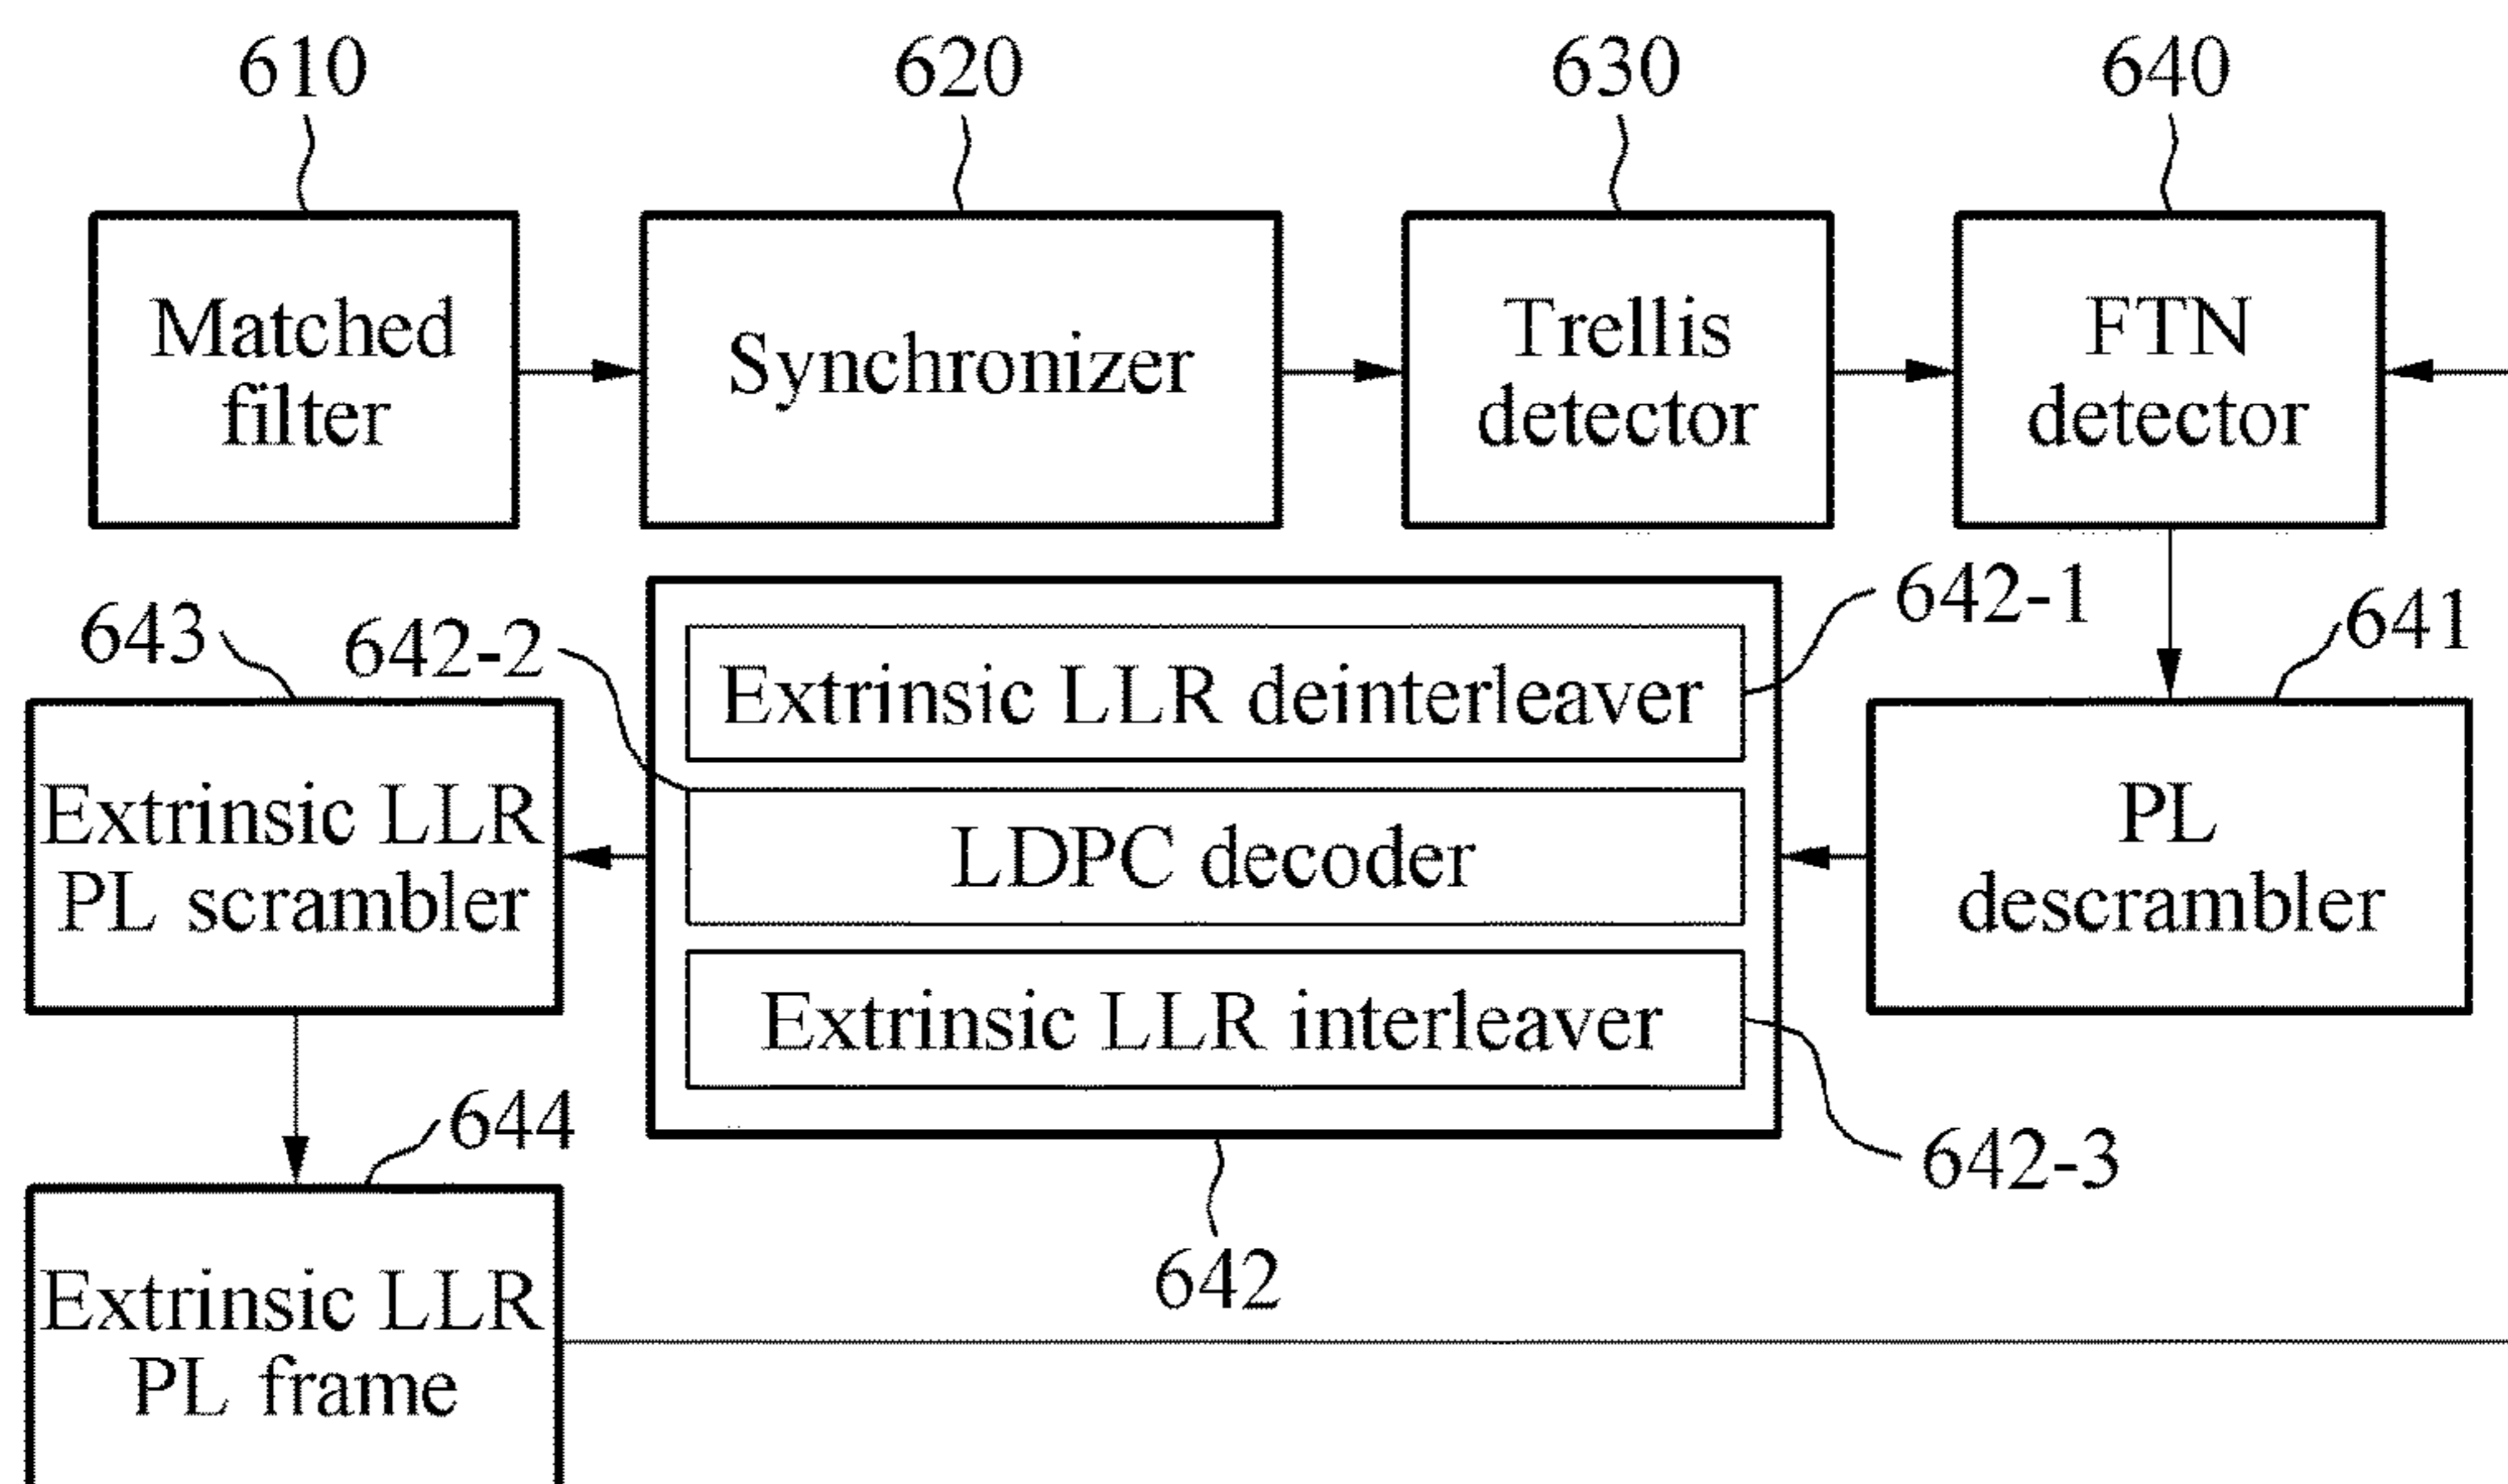 610
620
630
640
Matched
filter
Synchronizer
Trellis
detector
FTN
detector
643
642-2
642-1
641
Extrinsic LLR
PL scrambler
Extrinsic LLR deinterleaver
LDPC decoder
Extrinsic LLR interleaver
PL
descrambler
644
642-3
642
Extrinsic LLR
PL frame